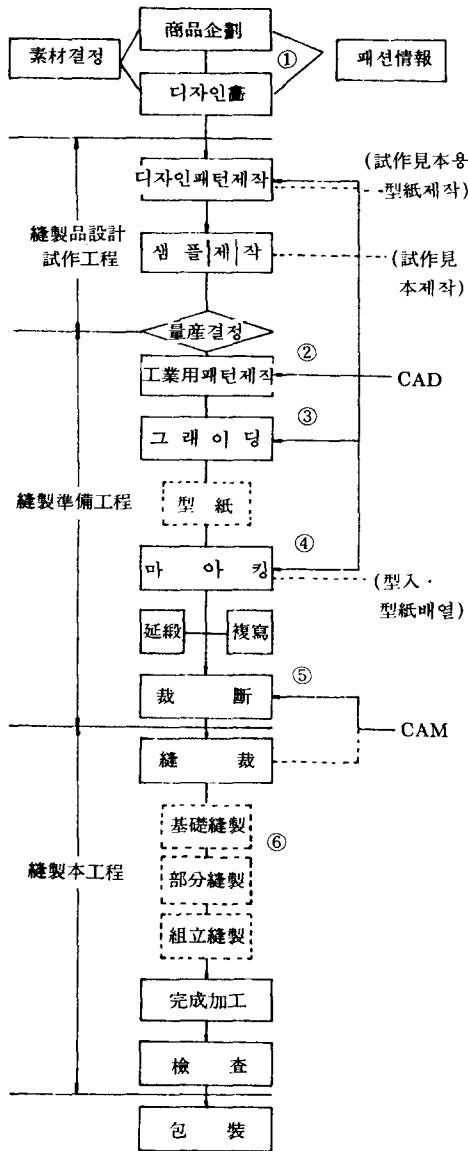 商品企劃
素材결정
①
패션情報
디자인畵
디자인패턴제작
(試作見本용
型紙제작)
縫製品設計
試作工程
샘플|제|작
(試作見
本제작)
量産결정
②
工業用패턴제작
CAD
③
그래이딩
縫製準備工程
型紙
④
마아킹
(型入·
型紙배열)
延緞
複寫
⑤
裁斷
CAM
縫裁
基礎縫製
⑥
縫製本工程
部分縫製
組立縫製
完成加工
檢査
包裝